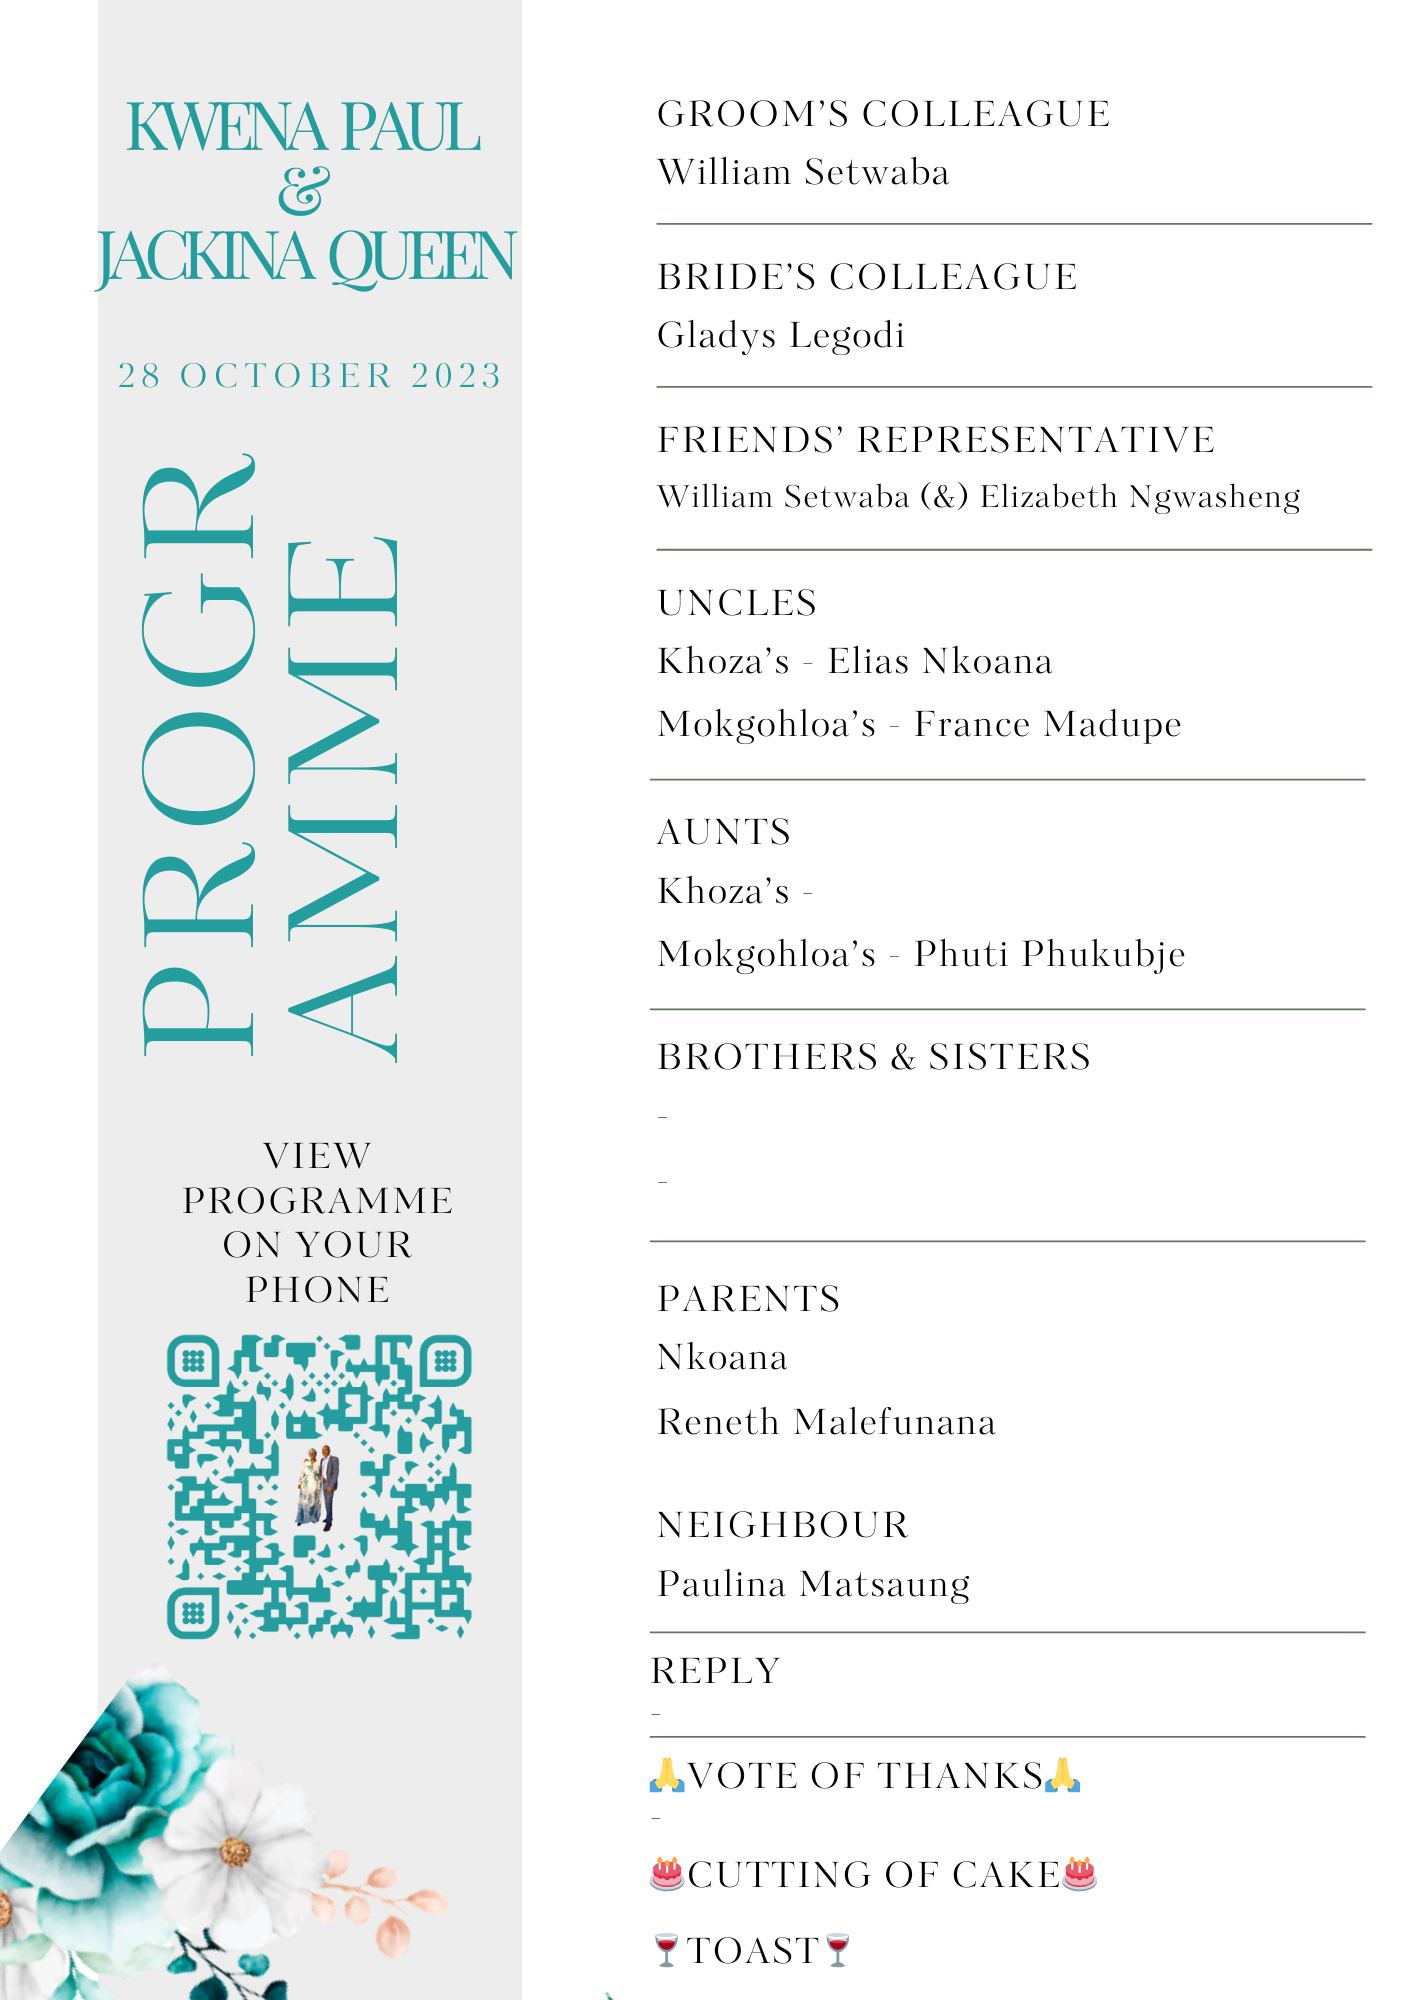 KWENA PAUL
&
JACKINA QUEEN
28 OCTOBER 2023
PROGR
AMME
VIEW
PROGRAMME
ON YOUR
PHONE
GROOM’S COLLEAGUE
William Setwaba
BRIDE’S COLLEAGUE
Gladys Legodi
FRIENDS’ REPRESENTATIVE
William Setwaba (&) Elizabeth Ngwasheng
UNCLES
Khoza’s - Elias Nkoana
Mokgohloa’s - France Madupe
AUNTS
Khoza’s -
Mokgohloa’s - Phuti Phukubje
BROTHERS & SISTERS
-
-
PARENTS
Nkoana
Reneth Malefunana
NEIGHBOUR
Paulina Matsaung
REPLY
-
🙏VOTE OF THANKS🙏
-
🎂CUTTING OF CAKE🎂
🍷TOAST🍷